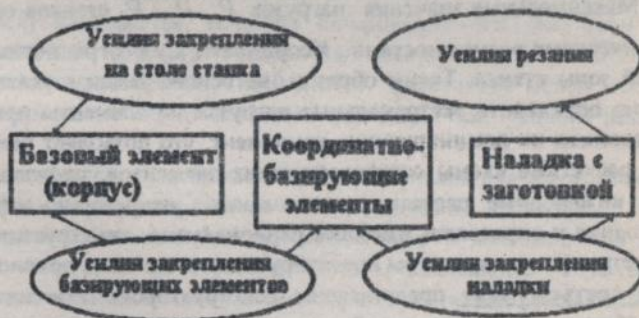 Усилия закрепления
на столе станка
Усилия резания
Базовый элемент
(корпус)
Координатно-
базирующие
элементы
Наладка с
заготовкой
Усилия закрепления
базирующих элементов
Усилия закрепления
наладки